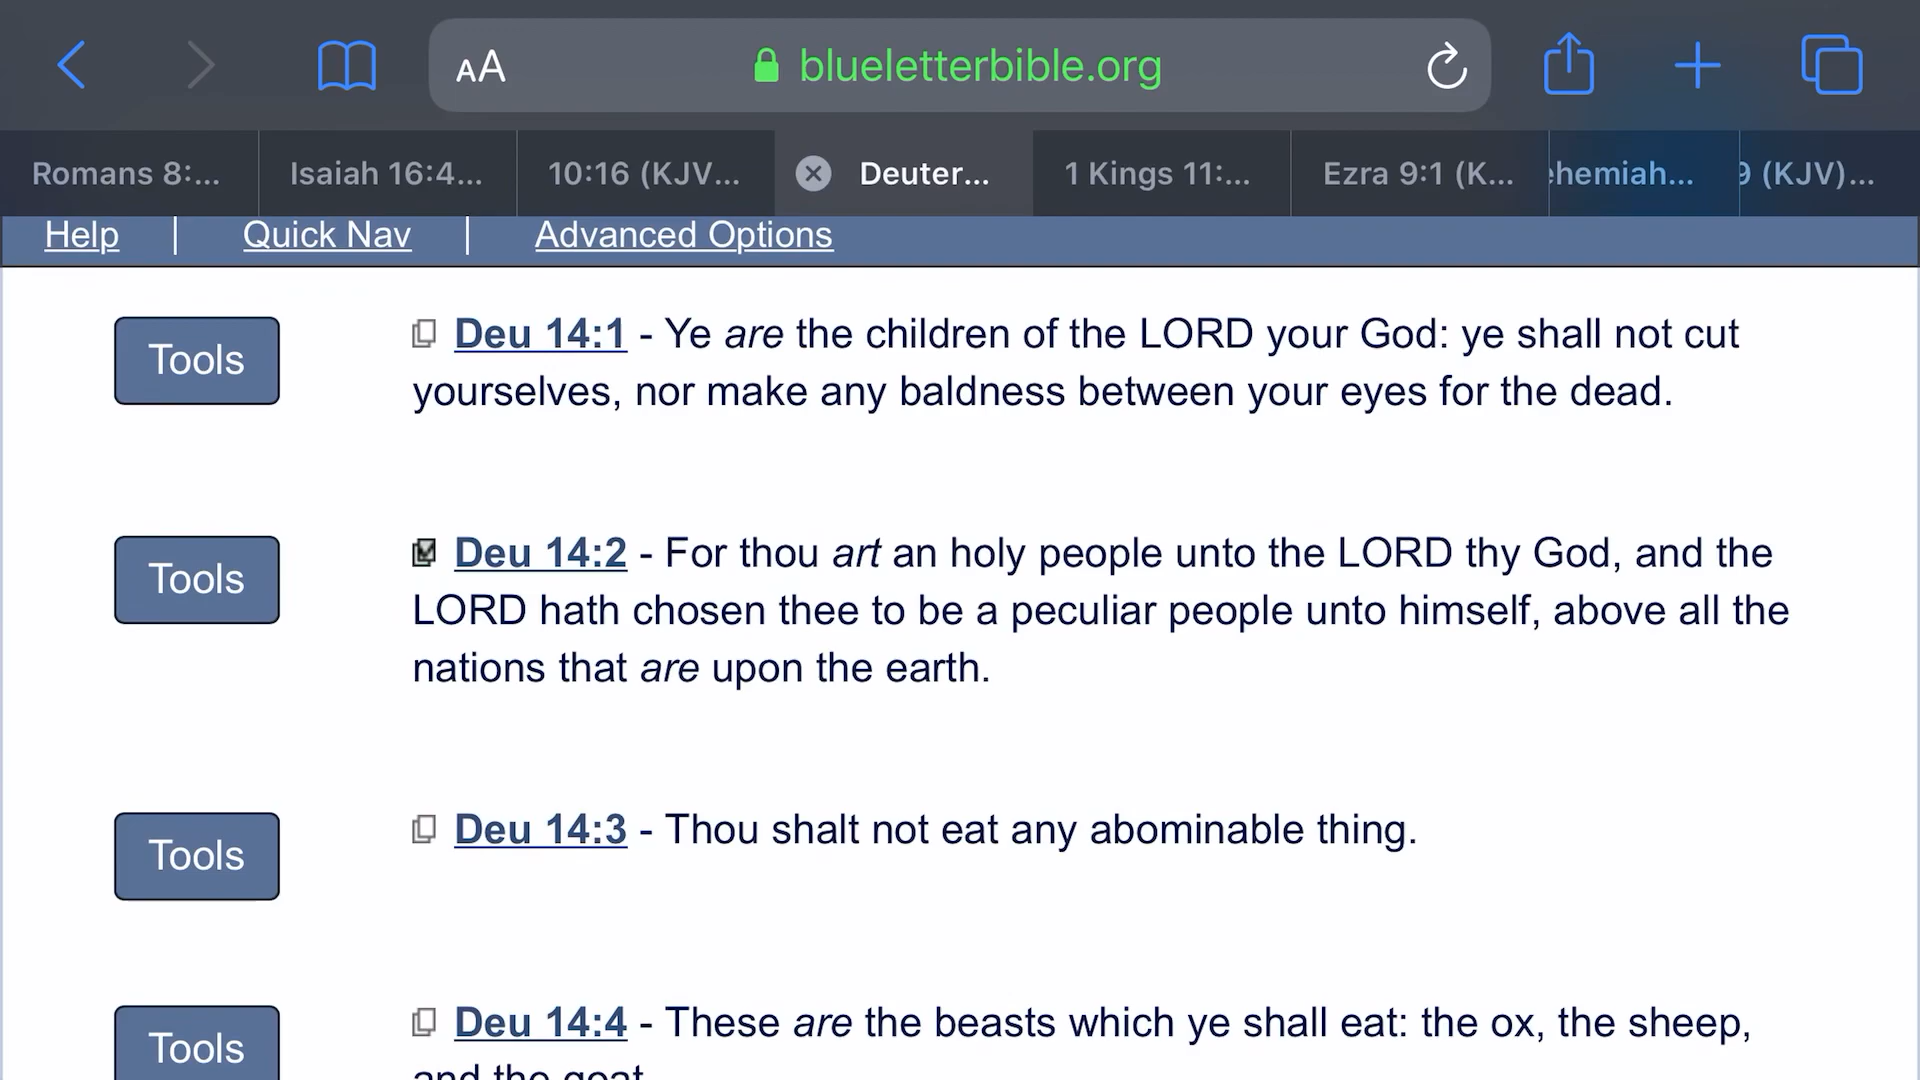 AA blueletterbible.org
Romans 8:... Isaiah 16:4... 10:16 (KJV... Deuter... 1 Kings 11:... Ezra 9:1 (K... ehemiah... 9 (KJV)...
Help | Quick Nav | Advanced Options
Tools Deu 14:1 - Ye are the children of the LORD your God: ye shall not cut
yourselves, nor make any baldness between your eyes for the dead.
Tools Deu 14:2 - For thou art an holy people unto the LORD thy God, and the
LORD hath chosen thee to be a peculiar people unto himself, above all the
nations that are upon the earth.
Tools Deu 14:3 - Thou shalt not eat any abominable thing.
Tools Deu 14:4 - These are the beasts which ye shall eat: the ox, the sheep,
and the goat